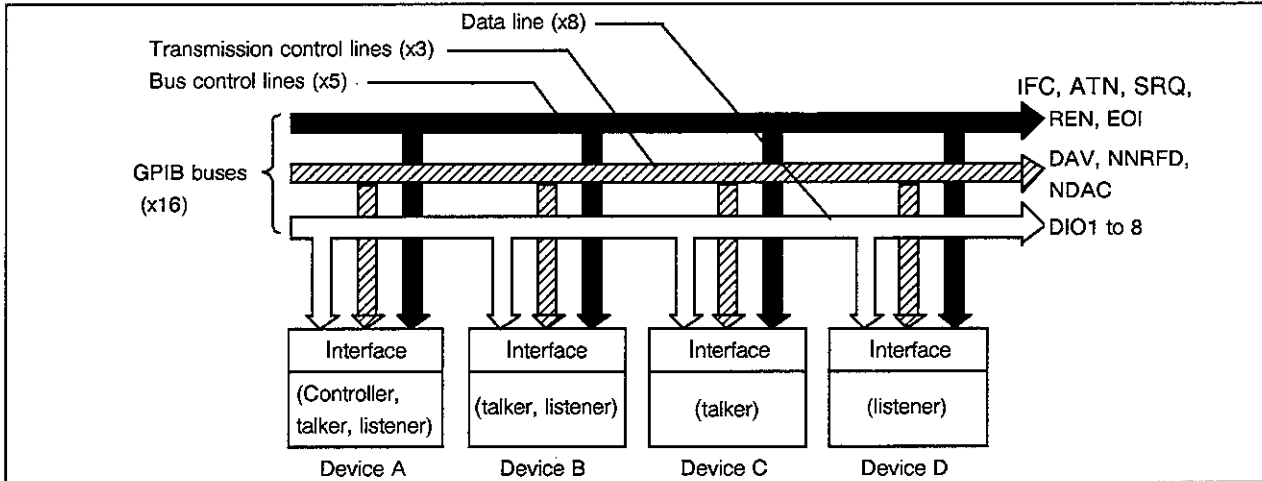 Data line (x8)
Transmission control lines (x3)
Bus control lines (x5)
IFC, ATN, SRQ,
REN, EOI
GPIB buses
(x16)
DAV, NNRFD,
NDAC
DIO1 to 8
Interface
(Controller,
talker, listener)
Device A
Interface
(talker, listener)
Device B
Interface
(talker)
Device C
Interface
(listener)
Device D